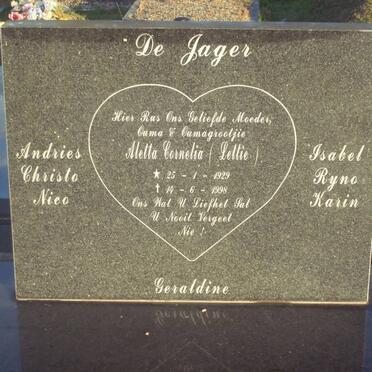 De Jager
Hier Rus Ons Geliefde Moeder,
Ouma & Oumagrootjie
Aletta Cornelia ( Lettie ).
★ 25 - 1 - 1929
† 14 - 6 - 1998
Ons Wat U Liefhet Sal
U Nooit Vergeet
Nie !
Andries
Christo
Nico
Isabel
Ryno
Karin
Geraldine